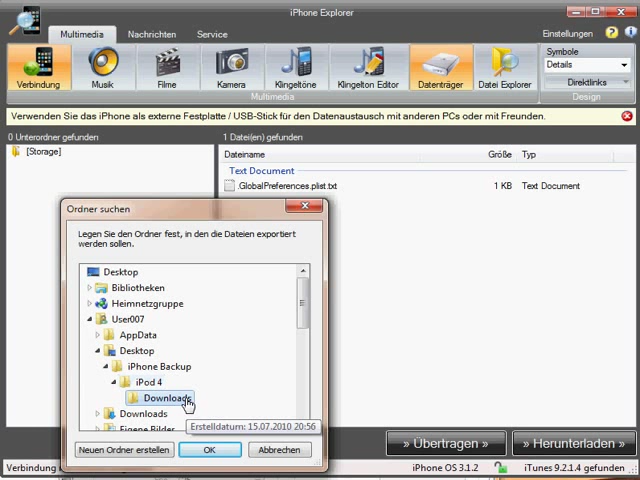 iPhone Explorer
Multimedia
Nachrichten
Service
Einstellungen
Verbindung
Musik
Filme
Kamera
Klingeltöne
Klingelton Editor
Datenträger
Datei Explorer
Symbole
Details
Direktlinks
Multimedia
Design
Verwenden Sie das iPhone als externe Festplatte / USB-Stick für den Datenaustausch mit anderen PCs oder mit Freunden.
0 Unterordner gefunden
1 Datei(en) gefunden
[Storage]
Dateiname Größe Typ
Text Document
.GlobalPreferences.plist.txt 1 KB Text Document
Ordner suchen
Legen Sie den Ordner fest, in den die Dateien exportiert
werden sollen.
Desktop
Bibliotheken
Heimnetzgruppe
User007
AppData
Desktop
iPhone Backup
iPod 4
Downloads
Downloads
Eigene Bilder
Erstelldatum: 15.07.2010 20:56
Neuen Ordner erstellen
OK
Abbrechen
» Übertragen »
» Herunterladen »
Verbindung
iPhone OS 3.1.2
iTunes 9.2.1.4 gefunden